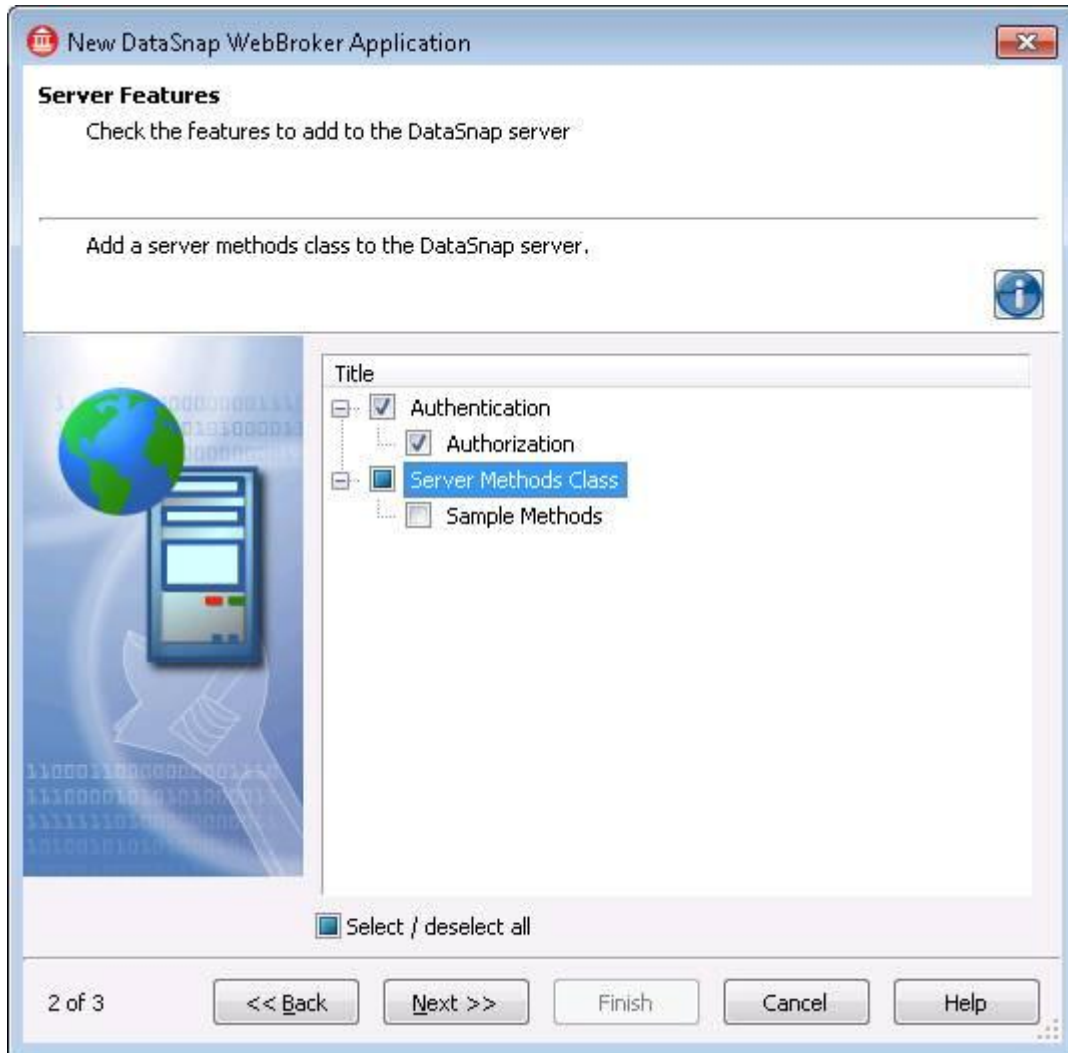 New DataSnap WebBroker Application
Server Features
Check the features to add to the DataSnap server
Add a server methods class to the DataSnap server.
Title
Authentication
Authorization
Server Methods Class
Sample Methods
Select / deselect all
2 of 3
<< Back
Next >>
Finish
Cancel
Help